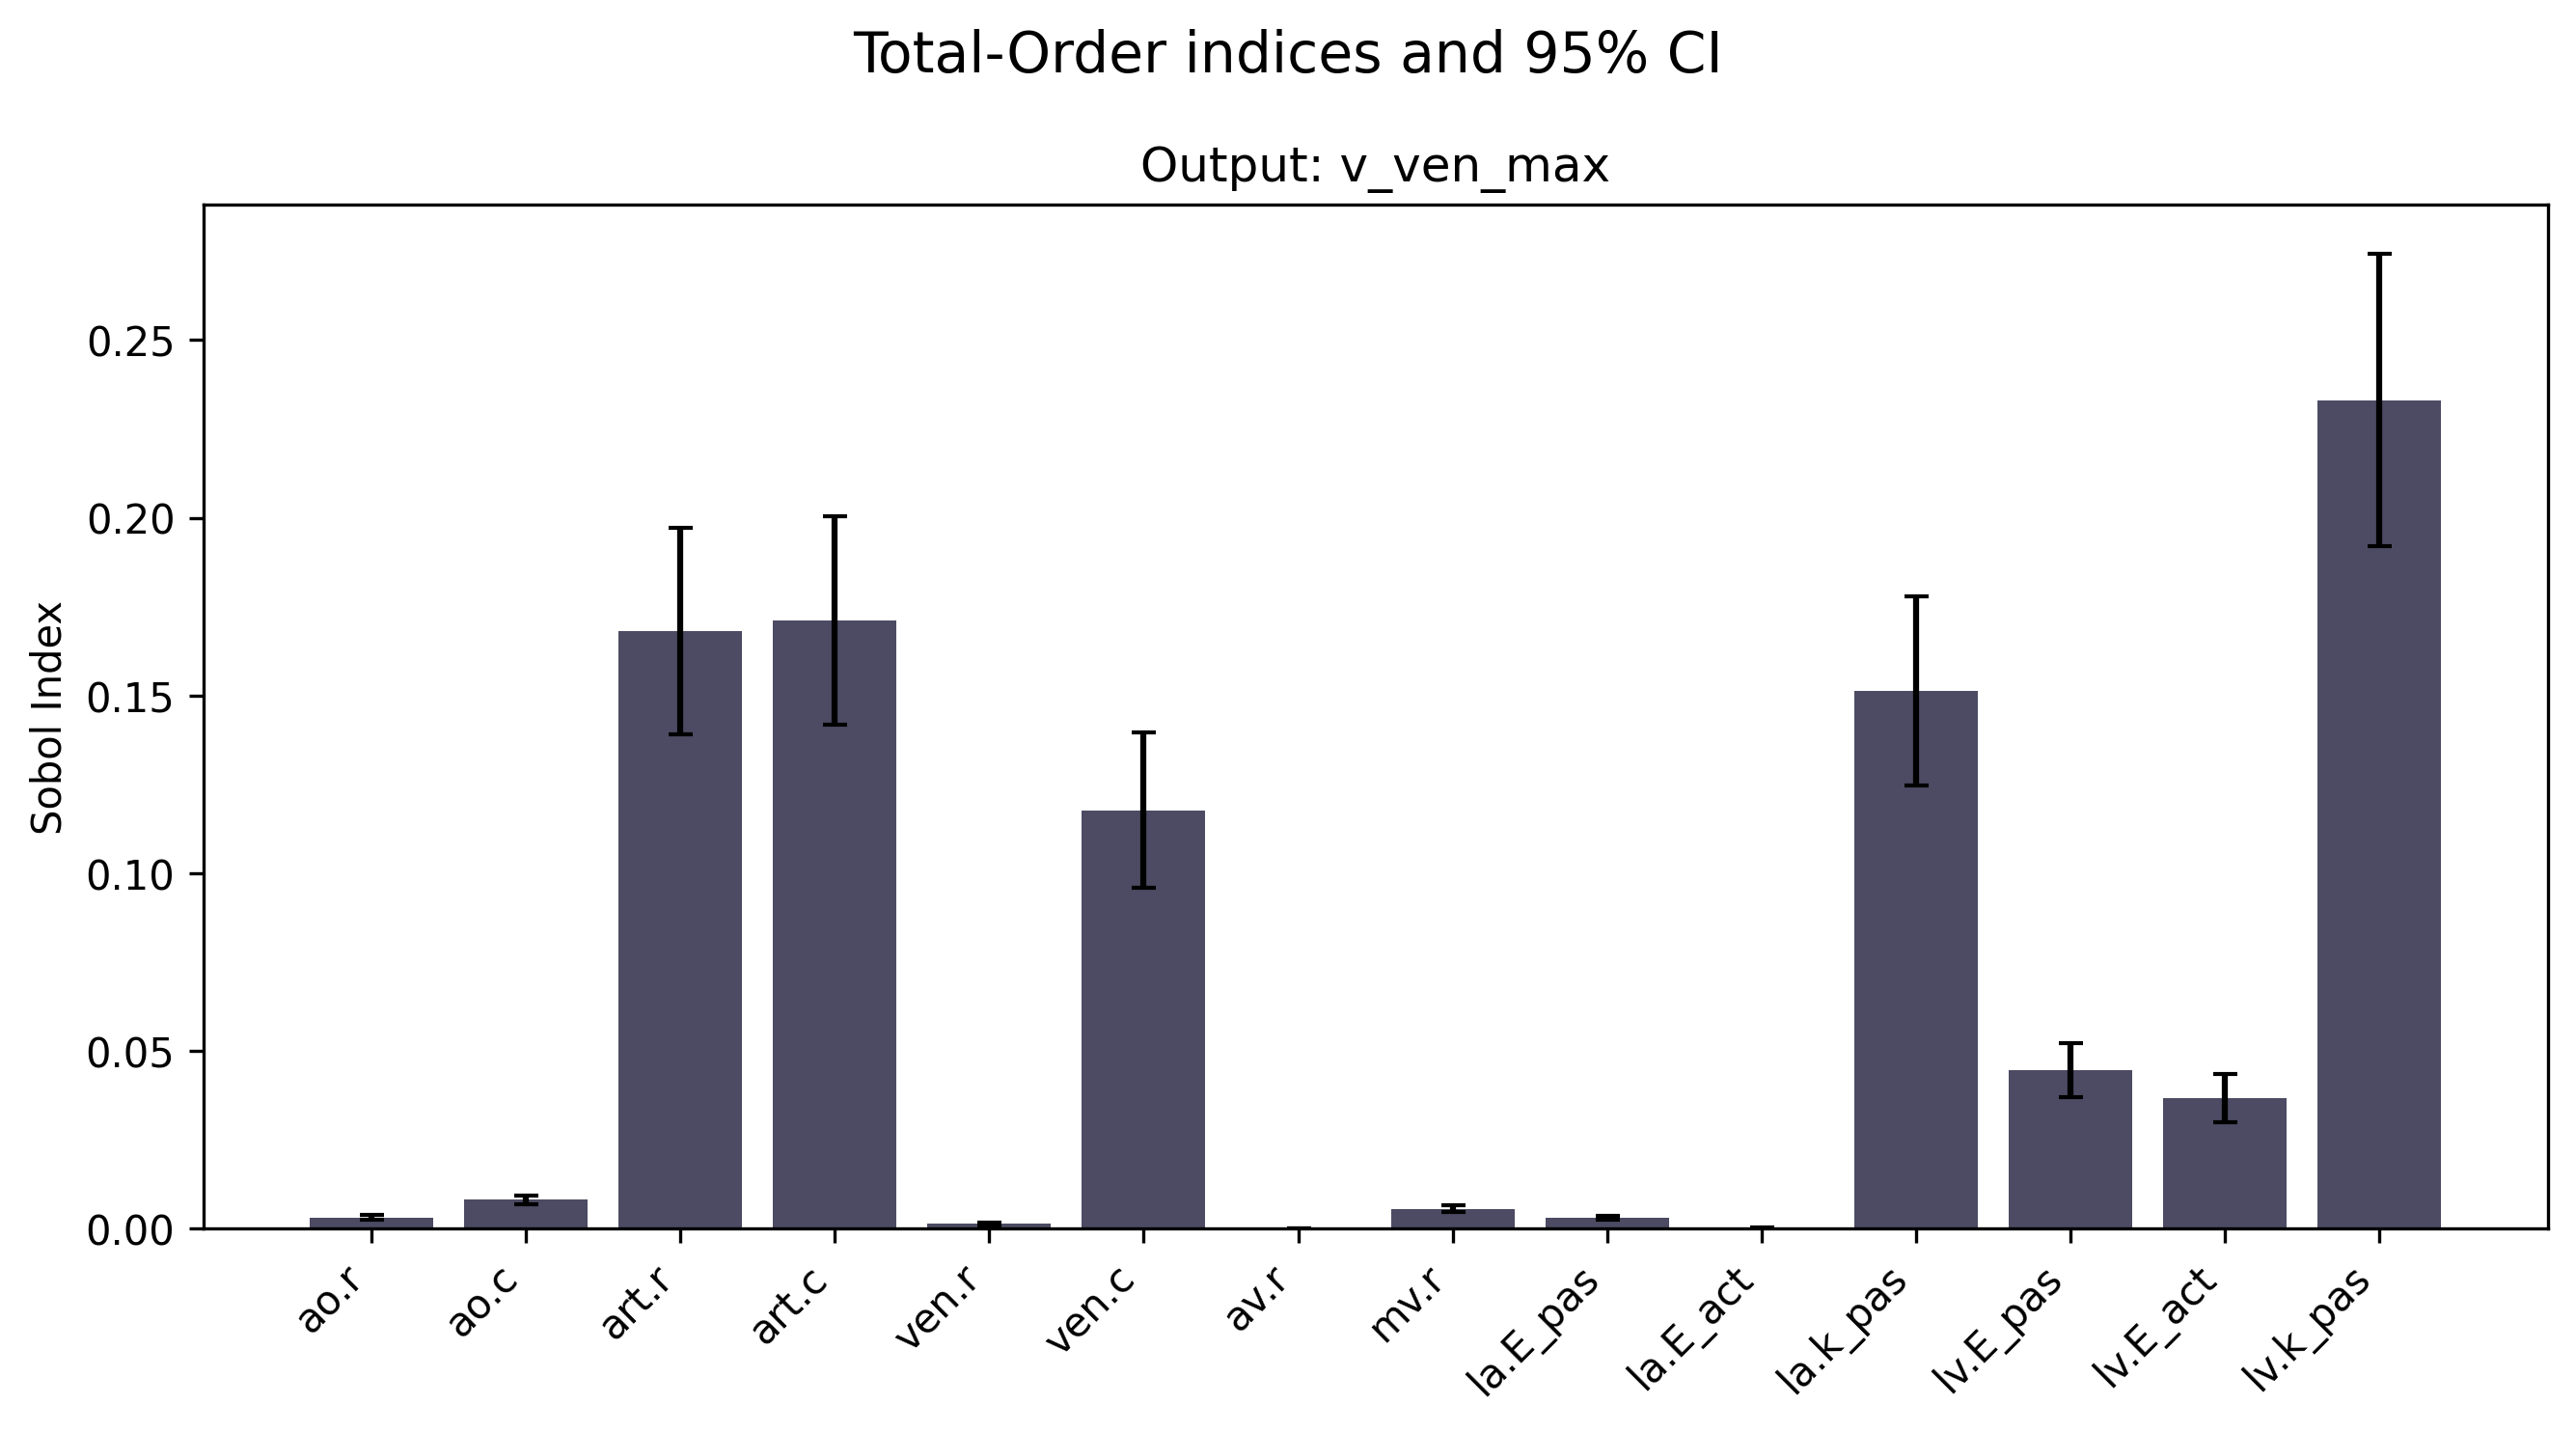 Total-Order indices and 95% CI
Output: v_ven_max
Sobol Index
0.25
0.20
0.15
0.10
0.05
0.00
ao.r
ao.c
art.r
art.c
ven.r
ven.c
av.r
mv.r
la.E_pas
la.E_act
la.k_pas
lv.E_pas
lv.E_act
lv.k_pas